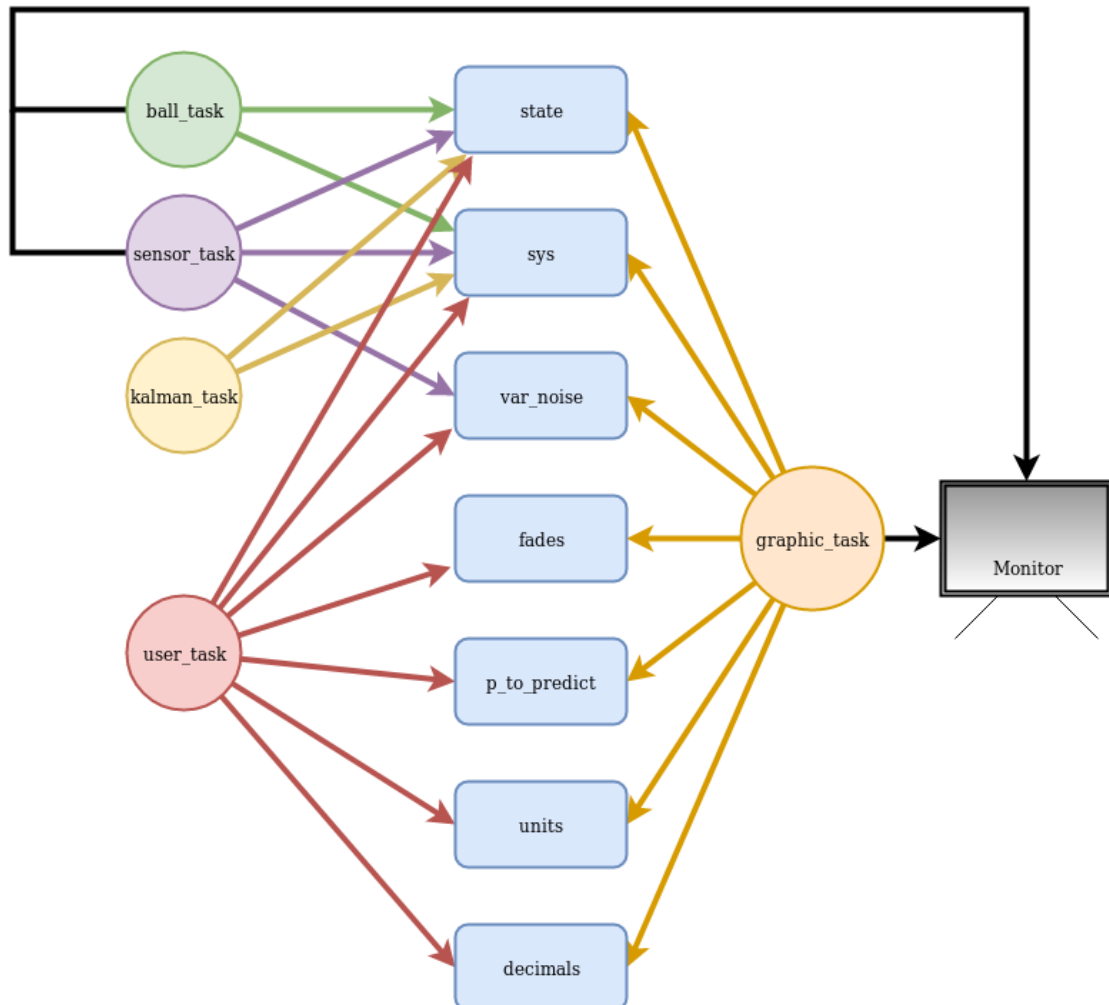 ball_task
state
sensor_task
sys
kalman_task
var_noise
fades
graphic_task
Monitor
user_task
p_to_predict
units
decimals